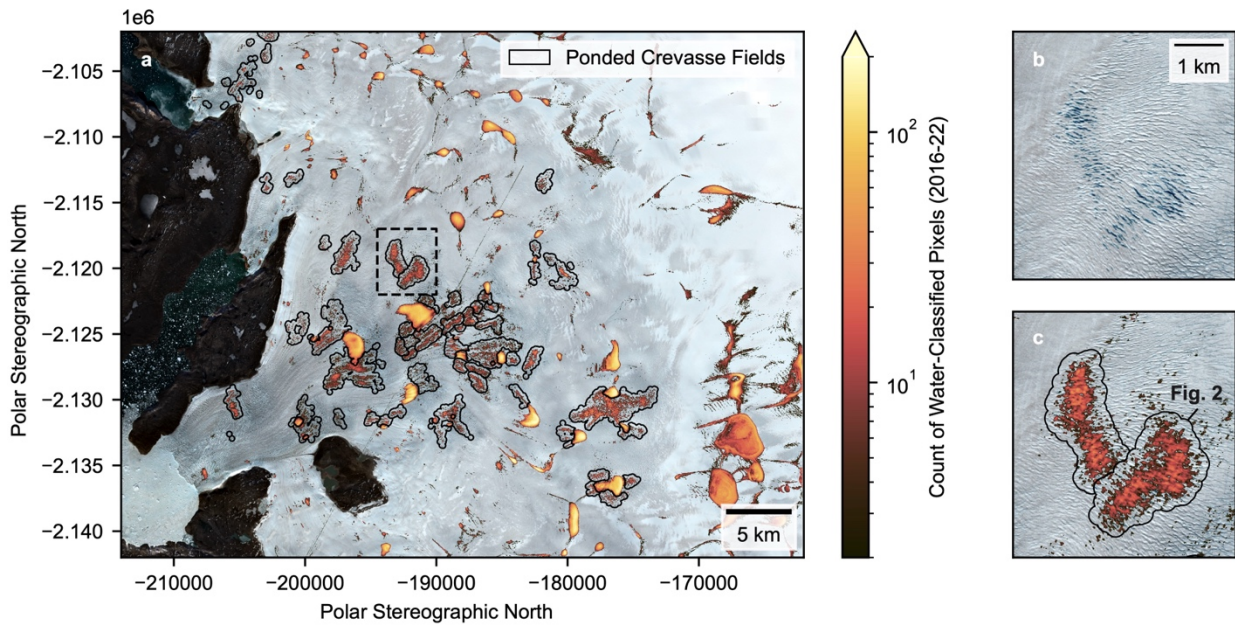 1e6
a
Ponded Crevasse Fields
−2.105
−2.110
−2.115
−2.120
−2.125
−2.130
−2.135
−2.140
Polar Stereographic North
5 km
−210000
−200000
−190000
−180000
−170000
Polar Stereographic North
10²
10¹
Count of Water-Classified Pixels (2016-22)
b
1 km
c
Fig. 2